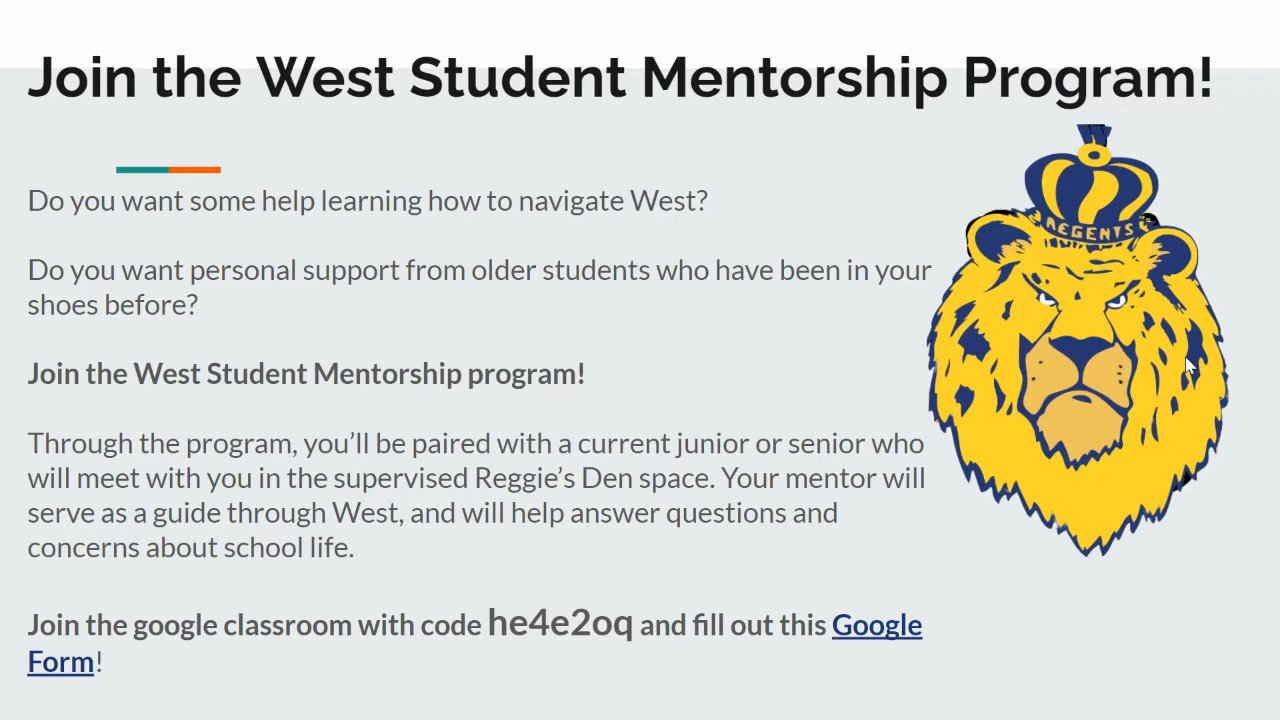 Join the West Student Mentorship Program!
Do you want some help learning how to navigate West?
Do you want personal support from older students who have been in your
shoes before?
Join the West Student Mentorship program!
Through the program, you’ll be paired with a current junior or senior who
will meet with you in the supervised Reggie’s Den space. Your mentor will
serve as a guide through West, and will help answer questions and
concerns about school life.
Join the google classroom with code he4e2oq and fill out this Google
Form!
REGENTS